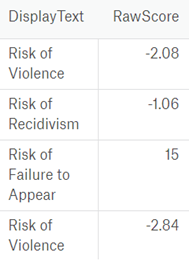 DisplayText RawScore
Risk of -2.08
Violence
Risk of -1.06
Recidivism
Risk of 15
Failure to
Appear
Risk of -2.84
Violence